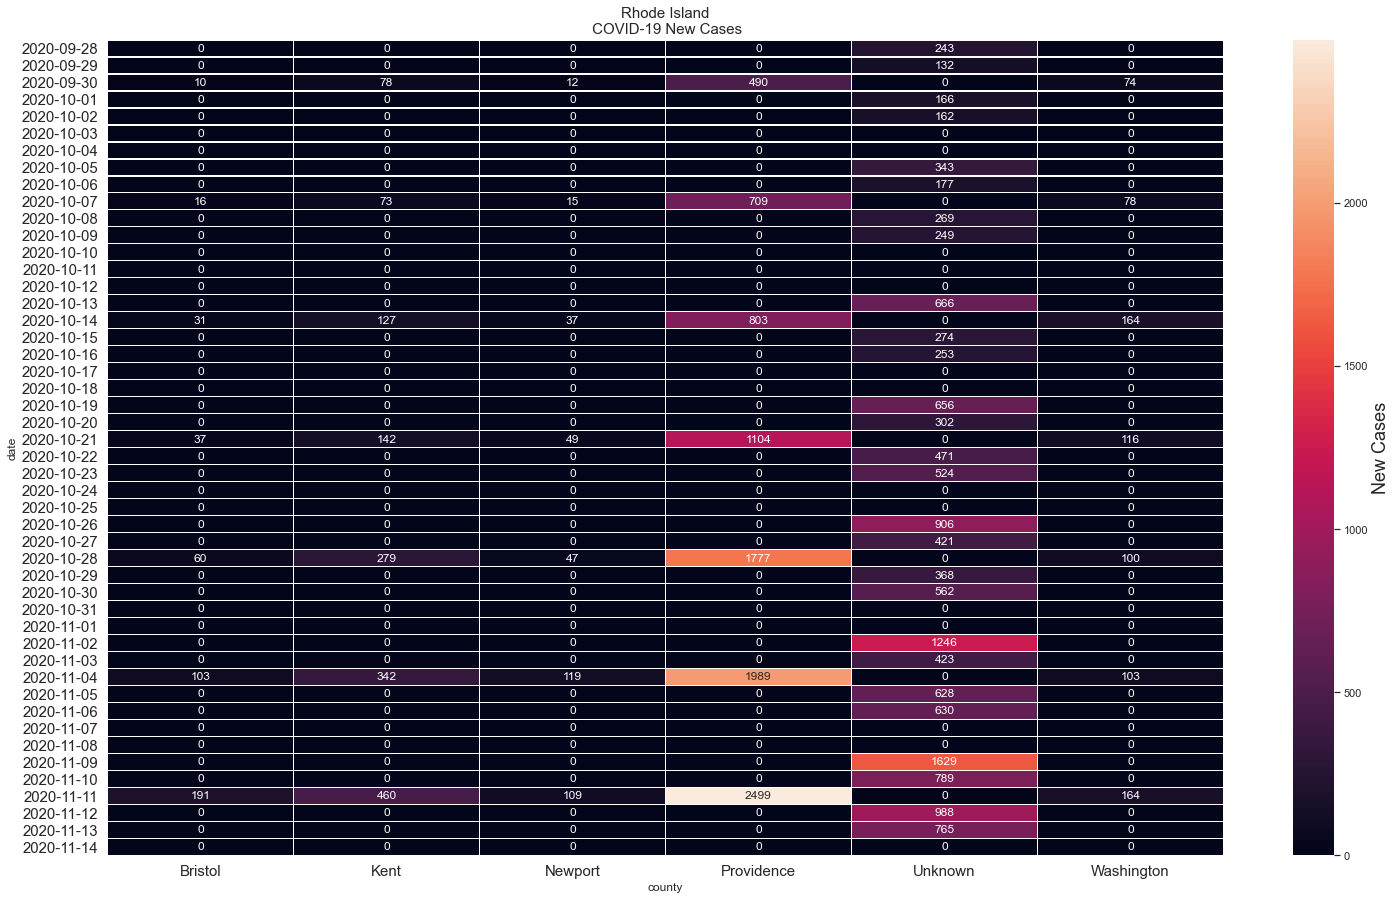 Rhode Island
COVID-19 New Cases
2020-09-28 0 0 0 0 243 0
2020-09-29 0 0 0 0 132 0
2020-09-30 10 78 12 490 0 74
2020-10-01 0 0 0 0 166 0
2020-10-02 0 0 0 0 162 0
2020-10-03 0 0 0 0 0 0
2020-10-04 0 0 0 0 0 0
2020-10-05 0 0 0 0 343 0
2020-10-06 0 0 0 0 177 0
2020-10-07 16 73 15 709 0 78
2020-10-08 0 0 0 0 269 0
2020-10-09 0 0 0 0 249 0
2020-10-10 0 0 0 0 0 0
2020-10-11 0 0 0 0 0 0
2020-10-12 0 0 0 0 0 0
2020-10-13 0 0 0 0 666 0
2020-10-14 31 127 37 803 0 164
2020-10-15 0 0 0 0 274 0
2020-10-16 0 0 0 0 253 0
2020-10-17 0 0 0 0 0 0
2020-10-18 0 0 0 0 0 0
2020-10-19 0 0 0 0 656 0
2020-10-20 0 0 0 0 302 0
2020-10-21 37 142 49 1104 0 116
2020-10-22 0 0 0 0 471 0
2020-10-23 0 0 0 0 524 0
2020-10-24 0 0 0 0 0 0
2020-10-25 0 0 0 0 0 0
2020-10-26 0 0 0 0 906 0
2020-10-27 0 0 0 0 421 0
2020-10-28 60 279 47 1777 0 100
2020-10-29 0 0 0 0 368 0
2020-10-30 0 0 0 0 562 0
2020-10-31 0 0 0 0 0 0
2020-11-01 0 0 0 0 0 0
2020-11-02 0 0 0 0 1246 0
2020-11-03 0 0 0 0 423 0
2020-11-04 103 342 119 1989 0 103
2020-11-05 0 0 0 0 628 0
2020-11-06 0 0 0 0 630 0
2020-11-07 0 0 0 0 0 0
2020-11-08 0 0 0 0 0 0
2020-11-09 0 0 0 0 1629 0
2020-11-10 0 0 0 0 789 0
2020-11-11 191 460 109 2499 0 164
2020-11-12 0 0 0 0 988 0
2020-11-13 0 0 0 0 765 0
2020-11-14 0 0 0 0 0 0
Bristol Kent Newport Providence Unknown Washington
county
date
2000
1500
1000
500
0
New Cases